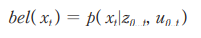 bel(xₜ) = p(xₜ|z₀ ₜ, u₀ ₜ)